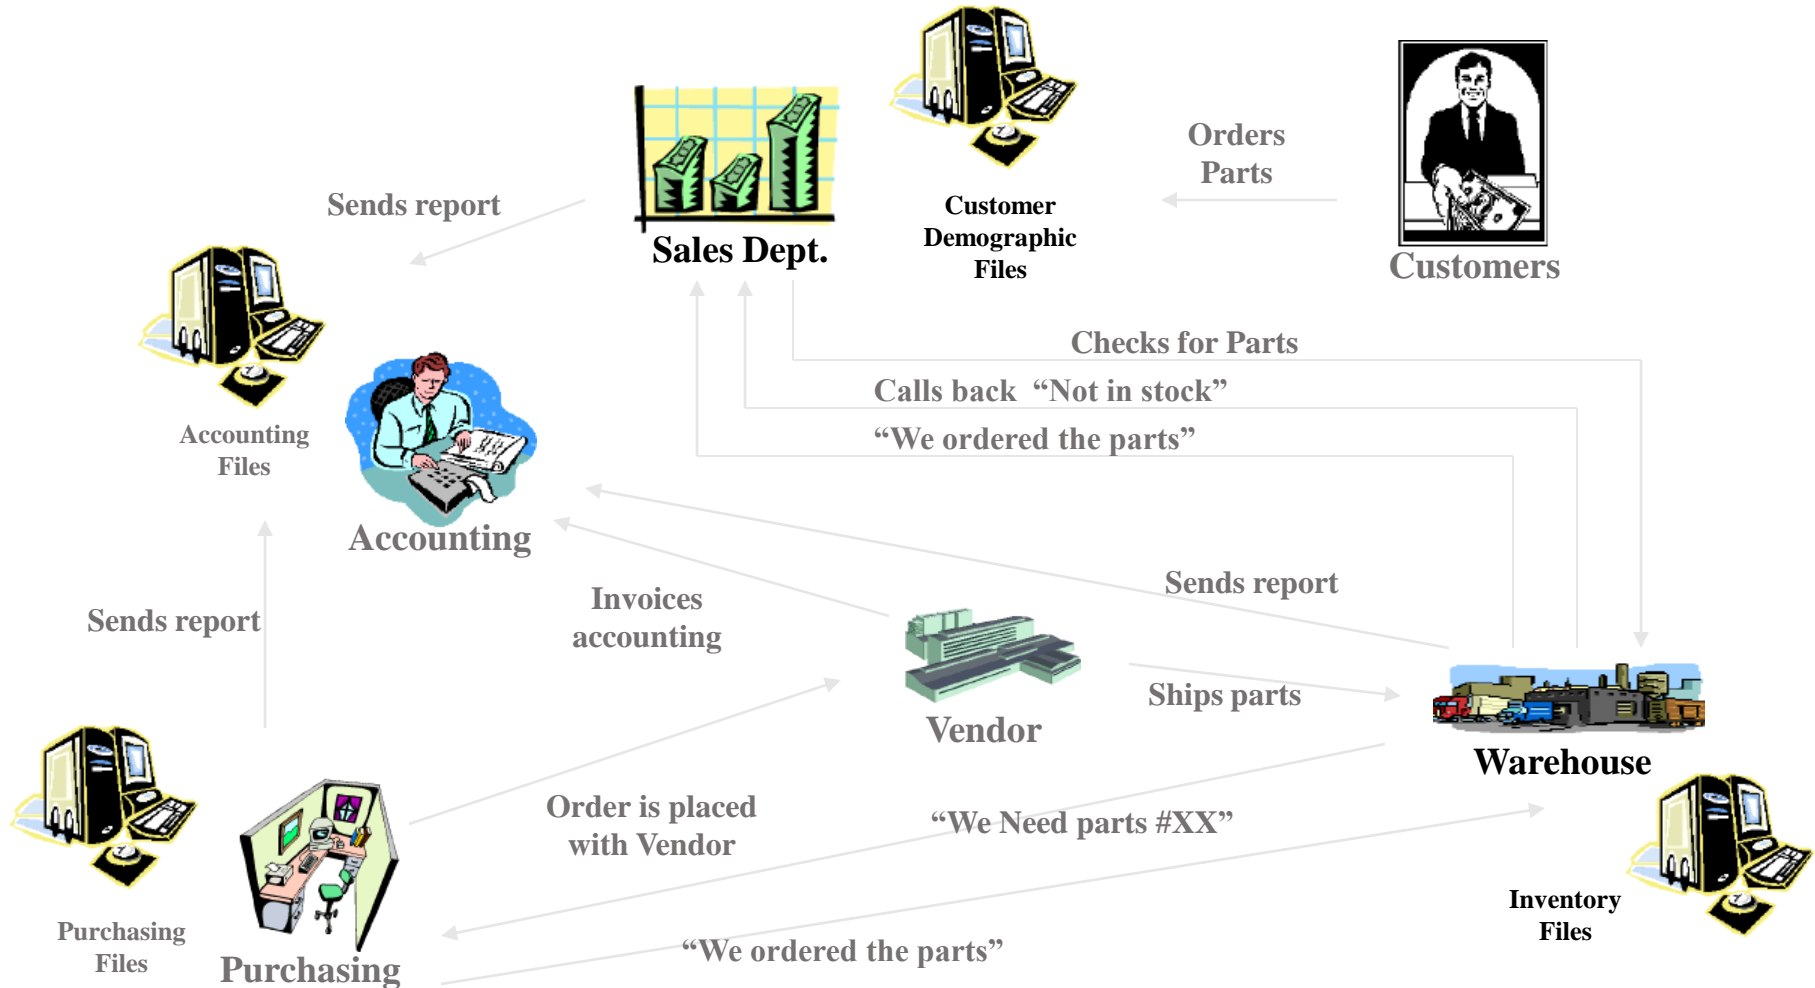 Orders
Parts
Sends report
Customer
Demographic
Files
Sales Dept.
Customers
Checks for Parts
Calls back  “Not in stock”
“We ordered the parts”
Accounting
Files
Accounting
Sends report
Invoices
accounting
Sends report
Ships parts
Vendor
Warehouse
Order is placed
with Vendor
“We Need parts #XX”
Inventory
Files
Purchasing
Files
“We ordered the parts”
Purchasing